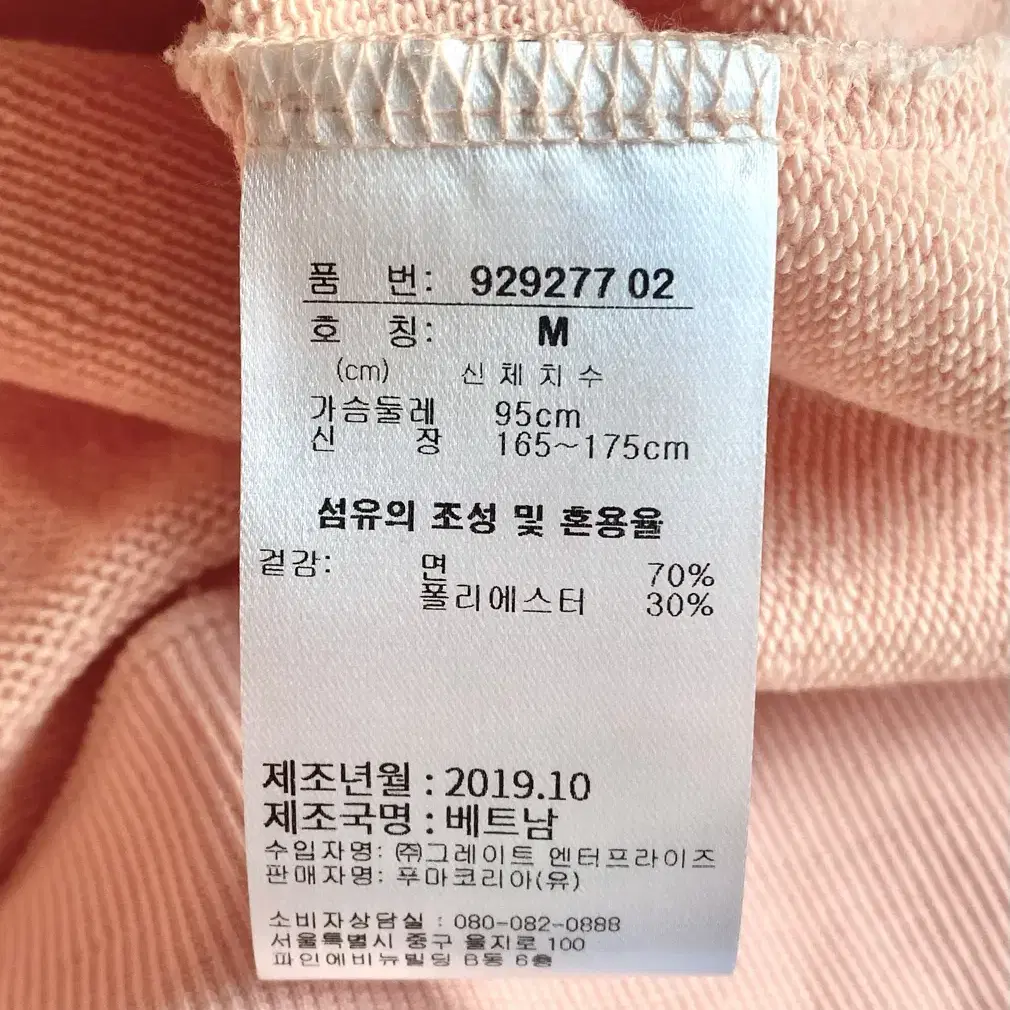 품 번: 929277 02
호 칭: M
(cm) 신 체 치 수
가슴둘레 95cm
신 장 165~175cm
섬유의 조성 및 혼용율
겉감: 면 70%
폴리에스터 30%
제조년월 : 2019.10
제조국명 : 베트남
수입자명: ㈜그레이트 엔터프라이즈
판매자명: 푸마코리아(유)
소비자상담실 : 080-082-0888
서울특별시 중구 을지로 100
파인에비뉴빌딩 B동 6층